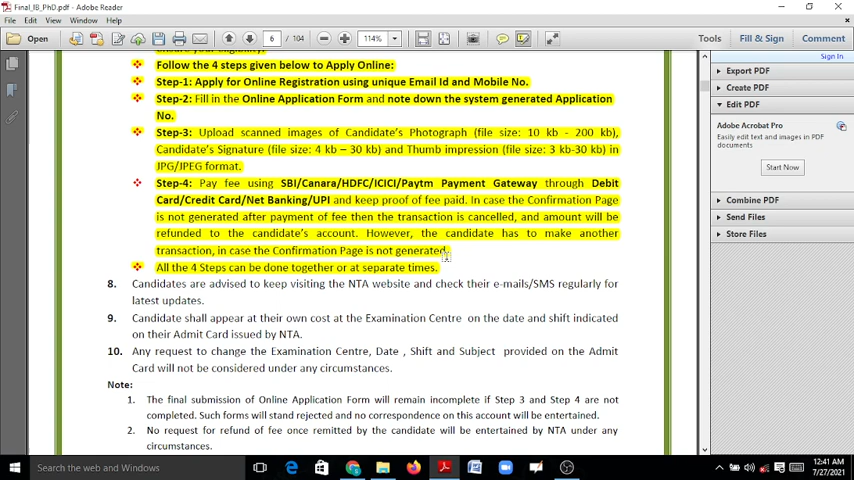 Final_IB_PhD.pdf - Adobe Reader
File Edit View Window Help
Open 6 / 104 114% Tools Fill & Sign Comment
Sign In
Export PDF
Create PDF
Edit PDF
Adobe Acrobat Pro
Easily edit text and images in PDF
documents
Start Now
Combine PDF
Send Files
Store Files
ensure your eligibility.
Follow the 4 steps given below to Apply Online:
Step-1: Apply for Online Registration using unique Email Id and Mobile No.
Step-2: Fill in the Online Application Form and note down the system generated Application
No.
Step-3: Upload scanned images of Candidate's Photograph (file size: 10 kb - 200 kb),
Candidate's Signature (file size: 4 kb – 30 kb) and Thumb impression (file size: 3 kb-30 kb) in
JPG/JPEG format.
Step-4: Pay fee using SBI/Canara/HDFC/ICICI/Paytm Payment Gateway through Debit
Card/Credit Card/Net Banking/UPI and keep proof of fee paid. In case the Confirmation Page
is not generated after payment of fee then the transaction is cancelled, and amount will be
refunded to the candidate's account. However, the candidate has to make another
transaction, in case the Confirmation Page is not generated.
All the 4 Steps can be done together or at separate times.
8. Candidates are advised to keep visiting the NTA website and check their e-mails/SMS regularly for
latest updates.
9. Candidate shall appear at their own cost at the Examination Centre on the date and shift indicated
on their Admit Card issued by NTA.
10. Any request to change the Examination Centre, Date , Shift and Subject provided on the Admit
Card will not be considered under any circumstances.
Note:
1. The final submission of Online Application Form will remain incomplete if Step 3 and Step 4 are not
completed. Such forms will stand rejected and no correspondence on this account will be entertained.
2. No request for refund of fee once remitted by the candidate will be entertained by NTA under any
circumstances.
Search the web and Windows
12:41 AM
7/27/2021